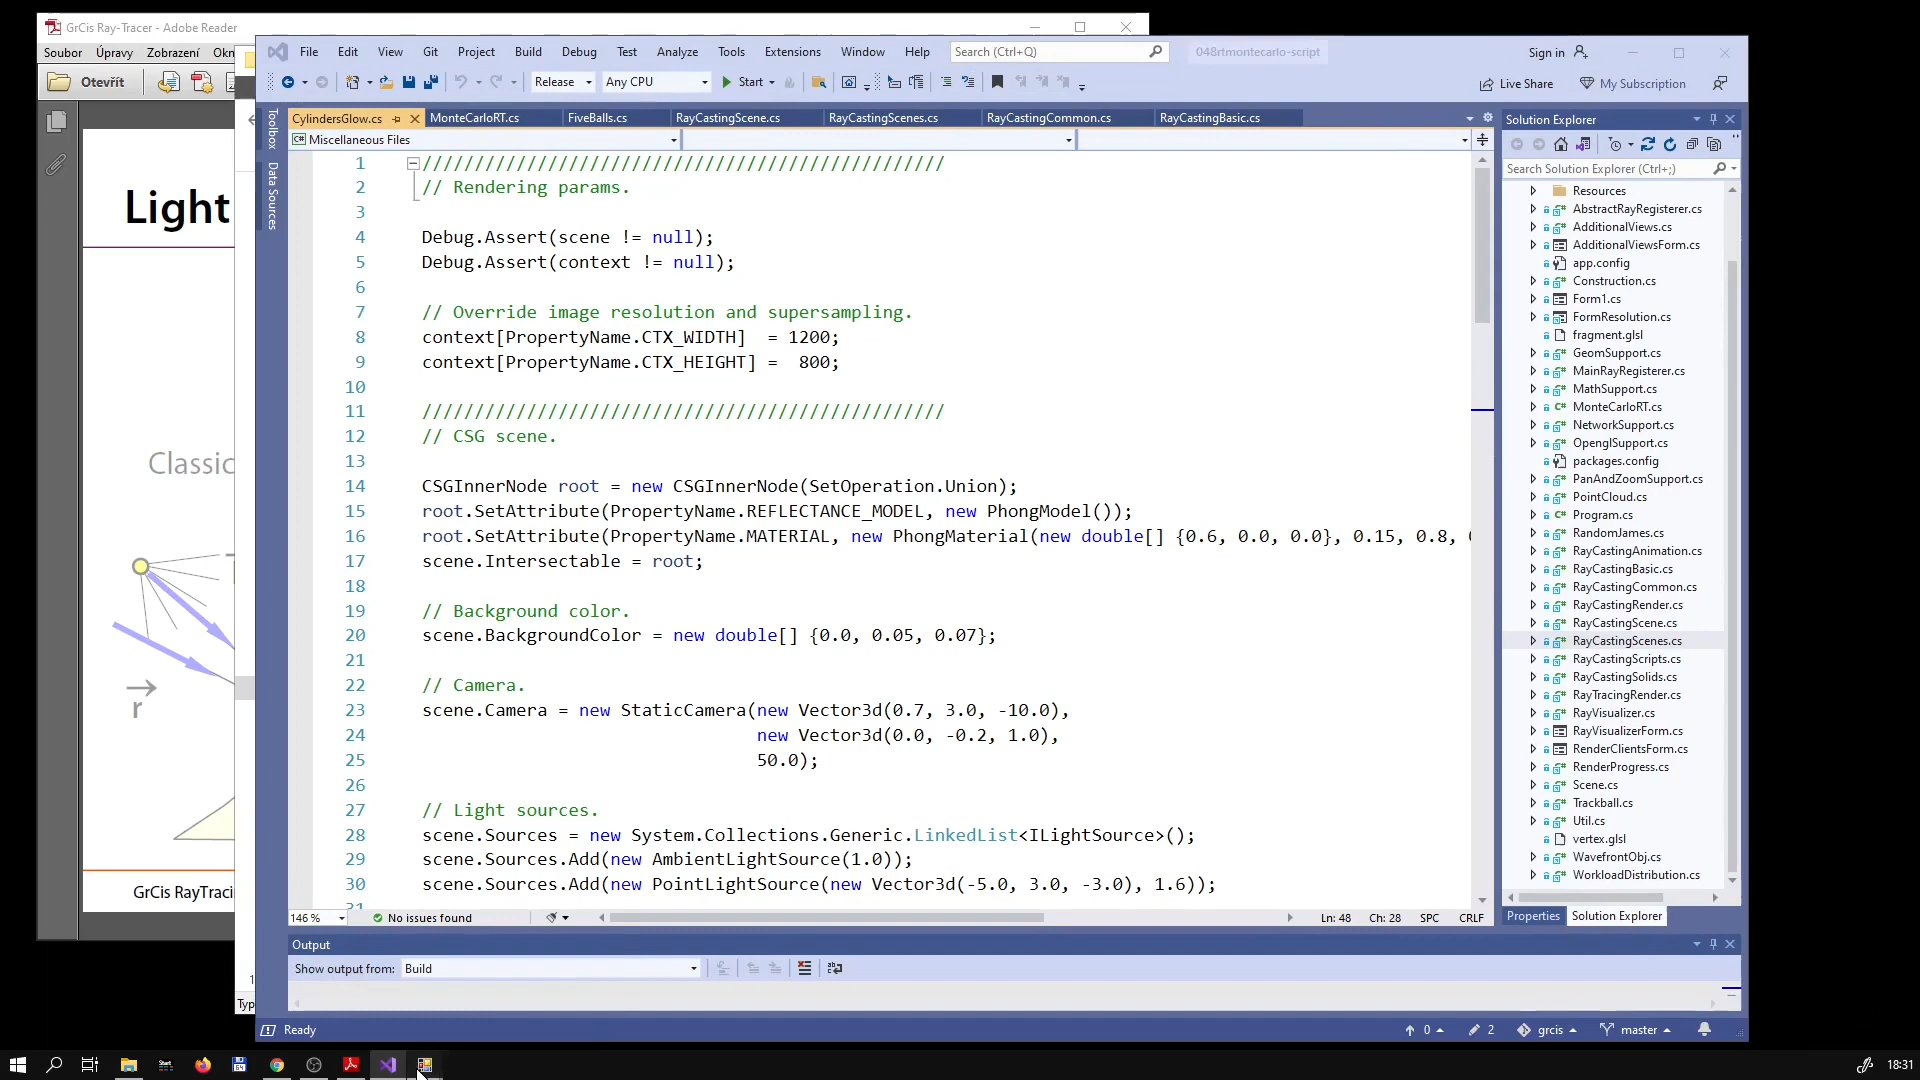 GrCis Ray-Tracer - Adobe Reader
Soubor Úpravy Zobrazení Okn
Otevřít
Light
Classic
r
GrCis RayTraci
Typ
File Edit View Git Project Build Debug Test Analyze Tools Extensions Window Help Search (Ctrl+Q) 048rtmontecarlo-script Sign in
Release Any CPU Start Live Share My Subscription
Toolbox
Data Sources
CylindersGlow.cs MonteCarloRT.cs FiveBalls.cs RayCastingScene.cs RayCastingScenes.cs RayCastingCommon.cs RayCastingBasic.cs
Miscellaneous Files
1 //////////////////////////////////////////////////
2 // Rendering params.
3
4 Debug.Assert(scene != null);
5 Debug.Assert(context != null);
6
7 // Override image resolution and supersampling.
8 context[PropertyName.CTX_WIDTH]  = 1200;
9 context[PropertyName.CTX_HEIGHT] =  800;
10
11 //////////////////////////////////////////////////
12 // CSG scene.
13
14 CSGInnerNode root = new CSGInnerNode(SetOperation.Union);
15 root.SetAttribute(PropertyName.REFLECTANCE_MODEL, new PhongModel());
16 root.SetAttribute(PropertyName.MATERIAL, new PhongMaterial(new double[] {0.6, 0.0, 0.0}, 0.15, 0.8,
17 scene.Intersectable = root;
18
19 // Background color.
20 scene.BackgroundColor = new double[] {0.0, 0.05, 0.07};
21
22 // Camera.
23 scene.Camera = new StaticCamera(new Vector3d(0.7, 3.0, -10.0),
24 new Vector3d(0.0, -0.2, 1.0),
25 50.0);
26
27 // Light sources.
28 scene.Sources = new System.Collections.Generic.LinkedList<ILightSource>();
29 scene.Sources.Add(new AmbientLightSource(1.0));
30 scene.Sources.Add(new PointLightSource(new Vector3d(-5.0, 3.0, -3.0), 1.6));
31
146 % No issues found Ln: 48 Ch: 28 SPC CRLF
Output
Show output from: Build
Solution Explorer
Search Solution Explorer (Ctrl+;)
Resources
AbstractRayRegisterer.cs
AdditionalViews.cs
AdditionalViewsForm.cs
app.config
Construction.cs
Form1.cs
FormResolution.cs
fragment.glsl
GeomSupport.cs
MainRayRegisterer.cs
MathSupport.cs
MonteCarloRT.cs
NetworkSupport.cs
OpenglSupport.cs
packages.config
PanAndZoomSupport.cs
PointCloud.cs
Program.cs
RandomJames.cs
RayCastingAnimation.cs
RayCastingBasic.cs
RayCastingCommon.cs
RayCastingRender.cs
RayCastingScene.cs
RayCastingScenes.cs
RayCastingScripts.cs
RayCastingSolids.cs
RayTracingRender.cs
RayVisualizer.cs
RayVisualizerForm.cs
RenderClientsForm.cs
RenderProgress.cs
Scene.cs
Trackball.cs
Util.cs
vertex.glsl
WavefrontObj.cs
WorkloadDistribution.cs
Properties Solution Explorer
Ready 0 2 grcis master
Start 18:31